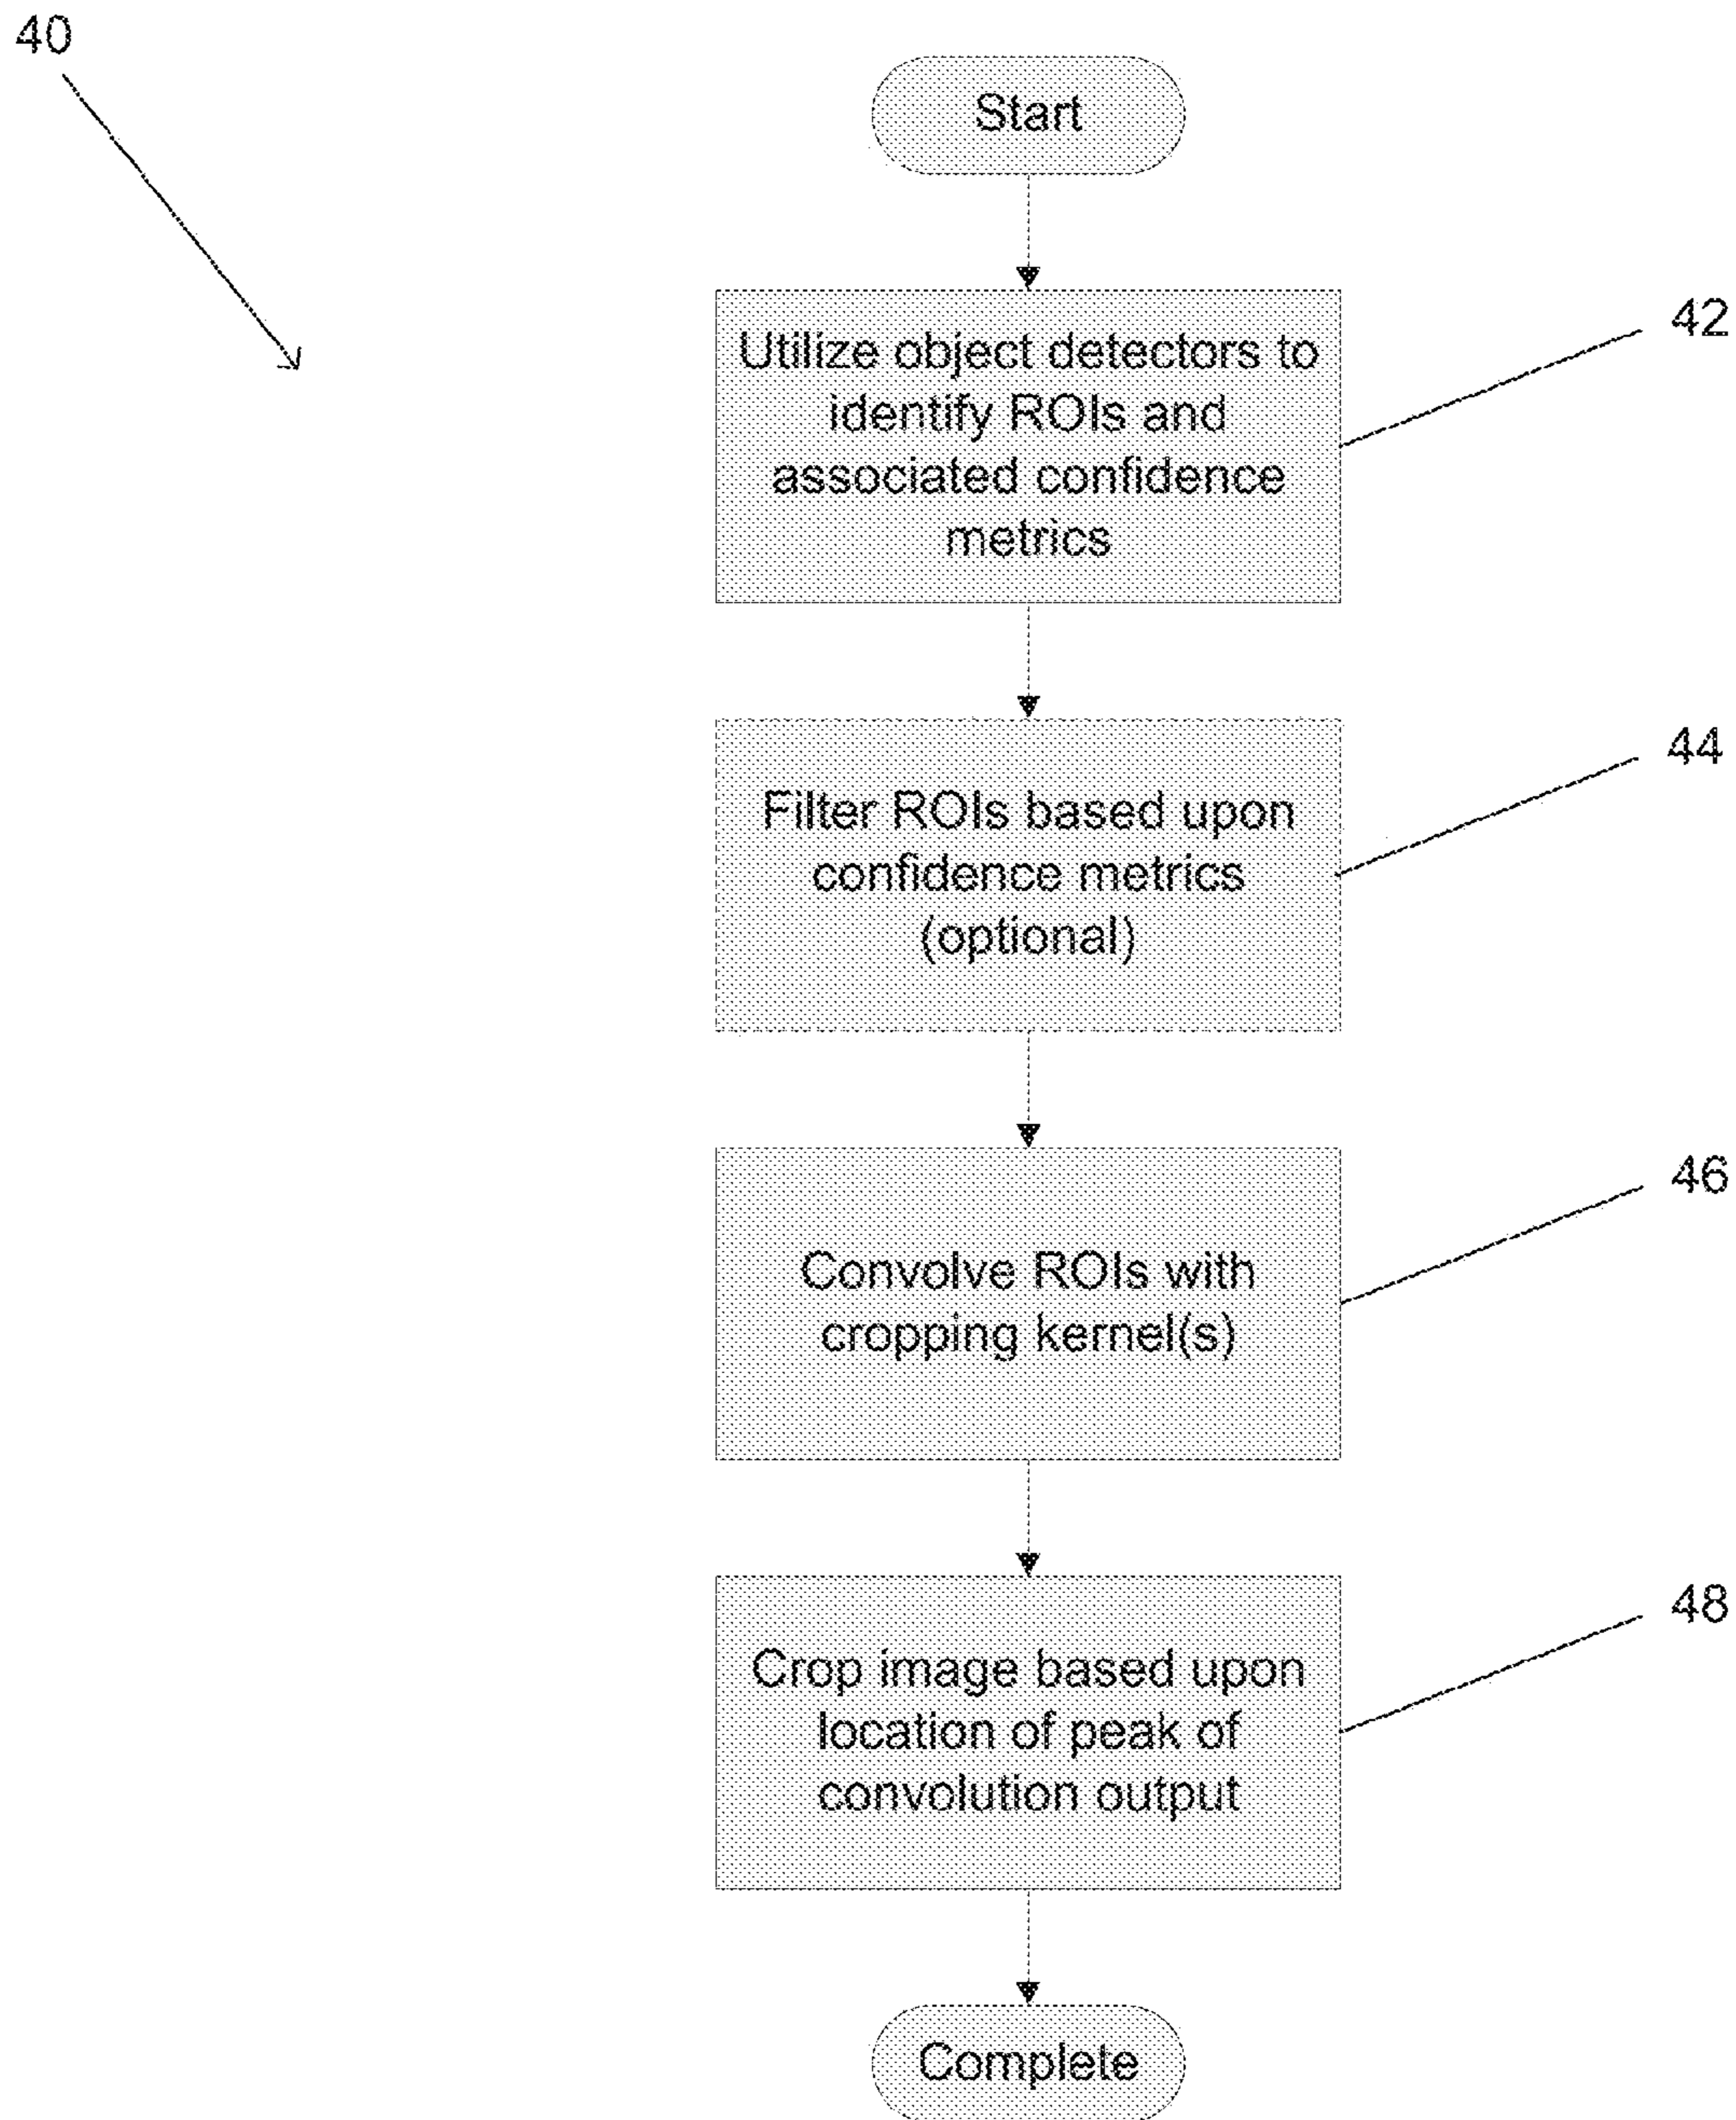 40
Start
Utilize object detectors to
identify ROIs and
associated confidence
metrics
42
Filter ROIs based upon
confidence metrics
(optional)
44
Convolve ROIs with
cropping kernel(s)
46
Crop image based upon
location of peak of
convolution output
48
Complete